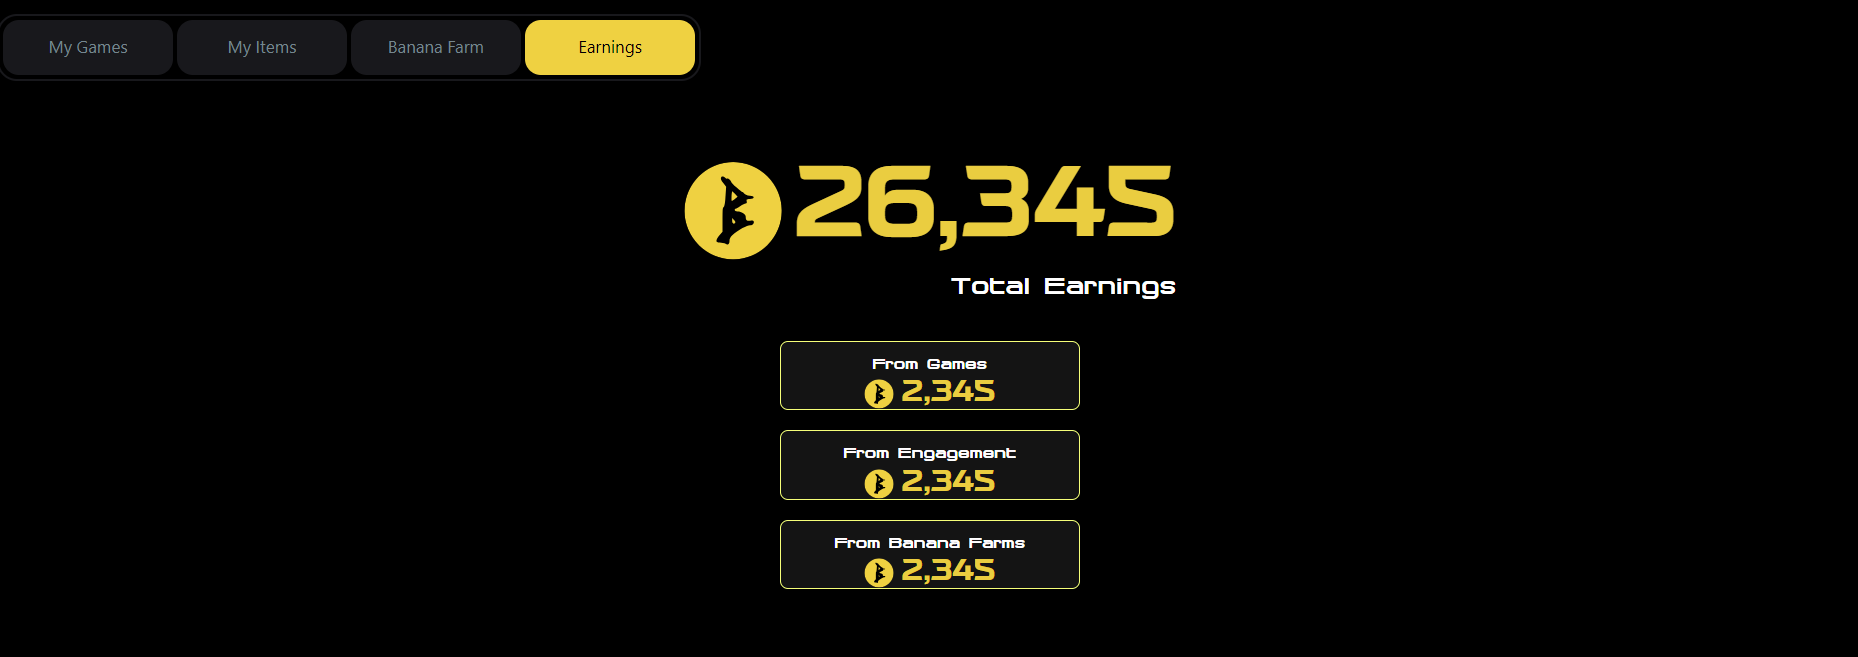 My Games
My Items
Banana Farm
Earnings
26,345
Total Earnings
From Games
2,345
From Engagement
2,345
From Banana Farms
2,345